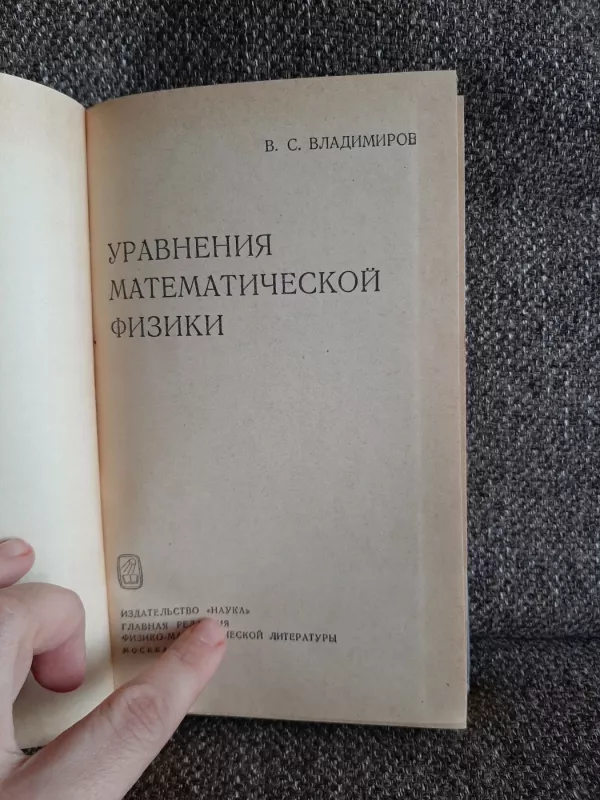 В. С. ВЛАДИМИРОВ
УРАВНЕНИЯ
МАТЕМАТИЧЕСКОЙ
ФИЗИКИ
ИЗДАТЕЛЬСТВО «НАУКА»
ГЛАВНАЯ
ЛИТЕРАТУРЫ